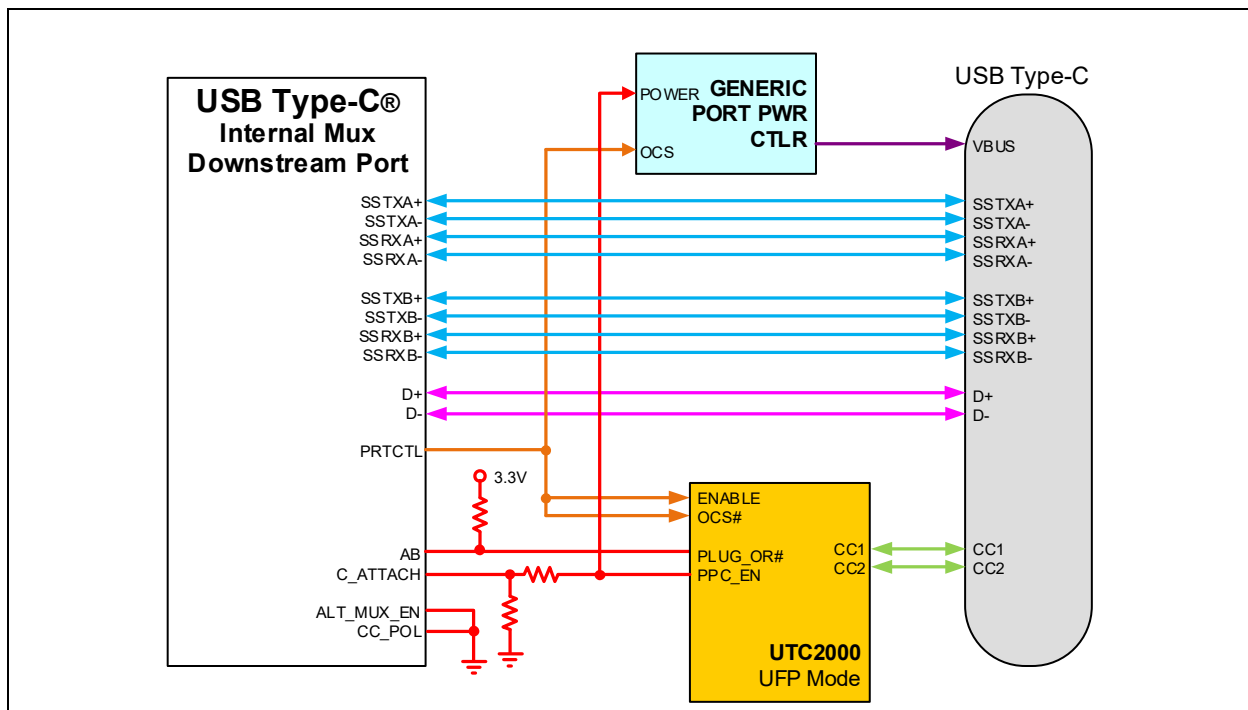 USB Type-C®
Internal Mux
Downstream Port
SSTXA+
SSTXA-
SSRXA+
SSRXA-
SSTXB+
SSTXB-
SSRXB+
SSRXB-
D+
D-
PRTCTL
AB
C_ATTACH
ALT_MUX_EN
CC_POL
3.3V
POWER
OCS
GENERIC
PORT PWR
CTLR
ENABLE
OCS#
PLUG_OR#
PPC_EN
CC1
CC2
UTC2000
UFP Mode
USB Type-C
VBUS
SSTXA+
SSTXA-
SSRXA+
SSRXA-
SSTXB+
SSTXB-
SSRXB+
SSRXB-
D+
D-
CC1
CC2